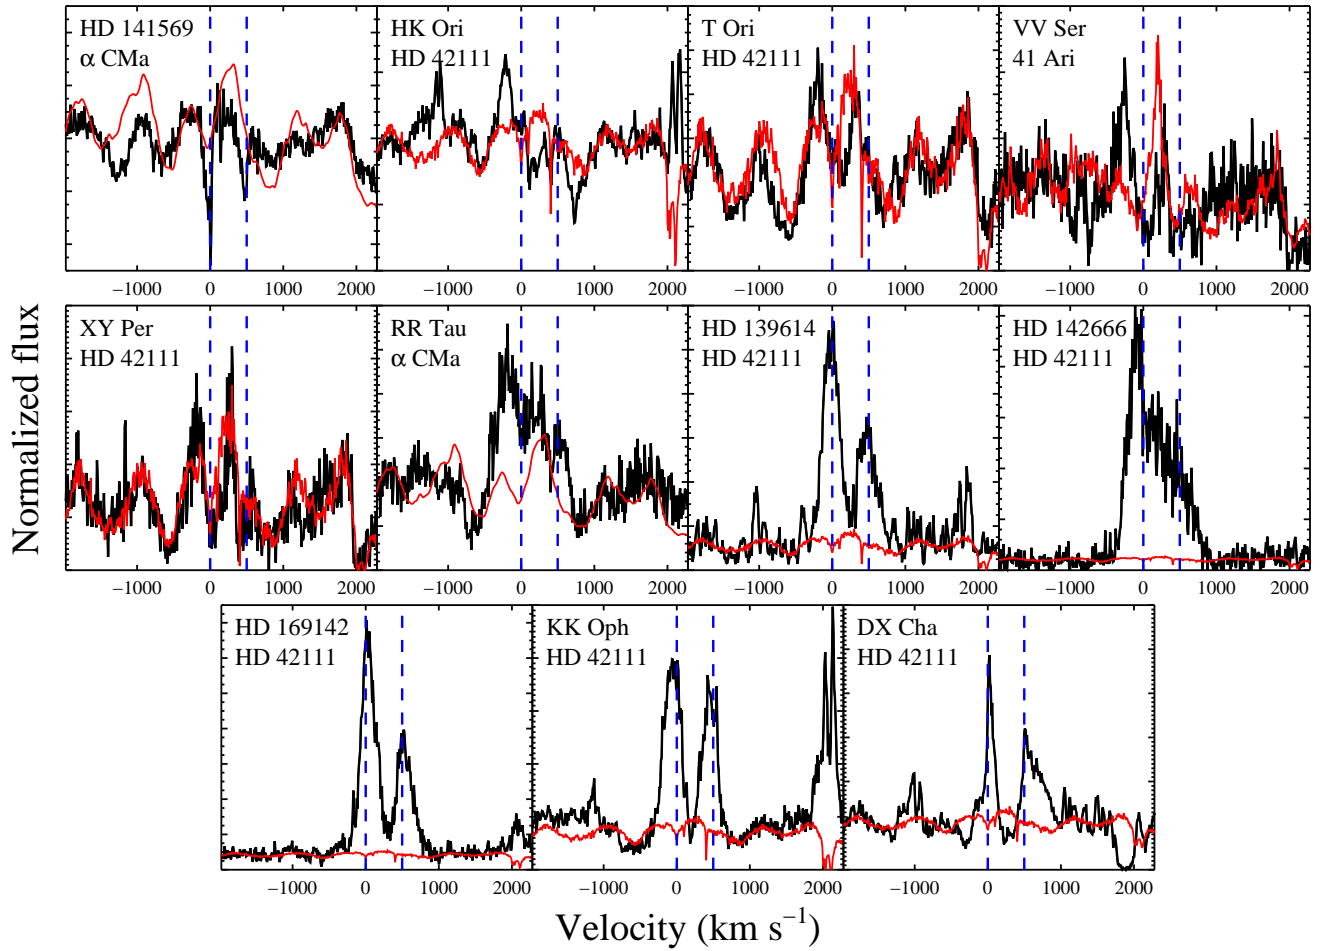 HD 141569
α CMa
HK Ori
HD 42111
T Ori
HD 42111
VV Ser
41 Ari
−1000 0 1000 2000
−1000 0 1000 2000
−1000 0 1000 2000
−1000 0 1000 2000
XY Per
HD 42111
RR Tau
α CMa
HD 139614
HD 42111
HD 142666
HD 42111
−1000 0 1000 2000
−1000 0 1000 2000
−1000 0 1000 2000
−1000 0 1000 2000
HD 169142
HD 42111
KK Oph
HD 42111
DX Cha
HD 42111
−1000 0 1000 2000
−1000 0 1000 2000
−1000 0 1000 2000
Normalized flux
Velocity (km s⁻¹)